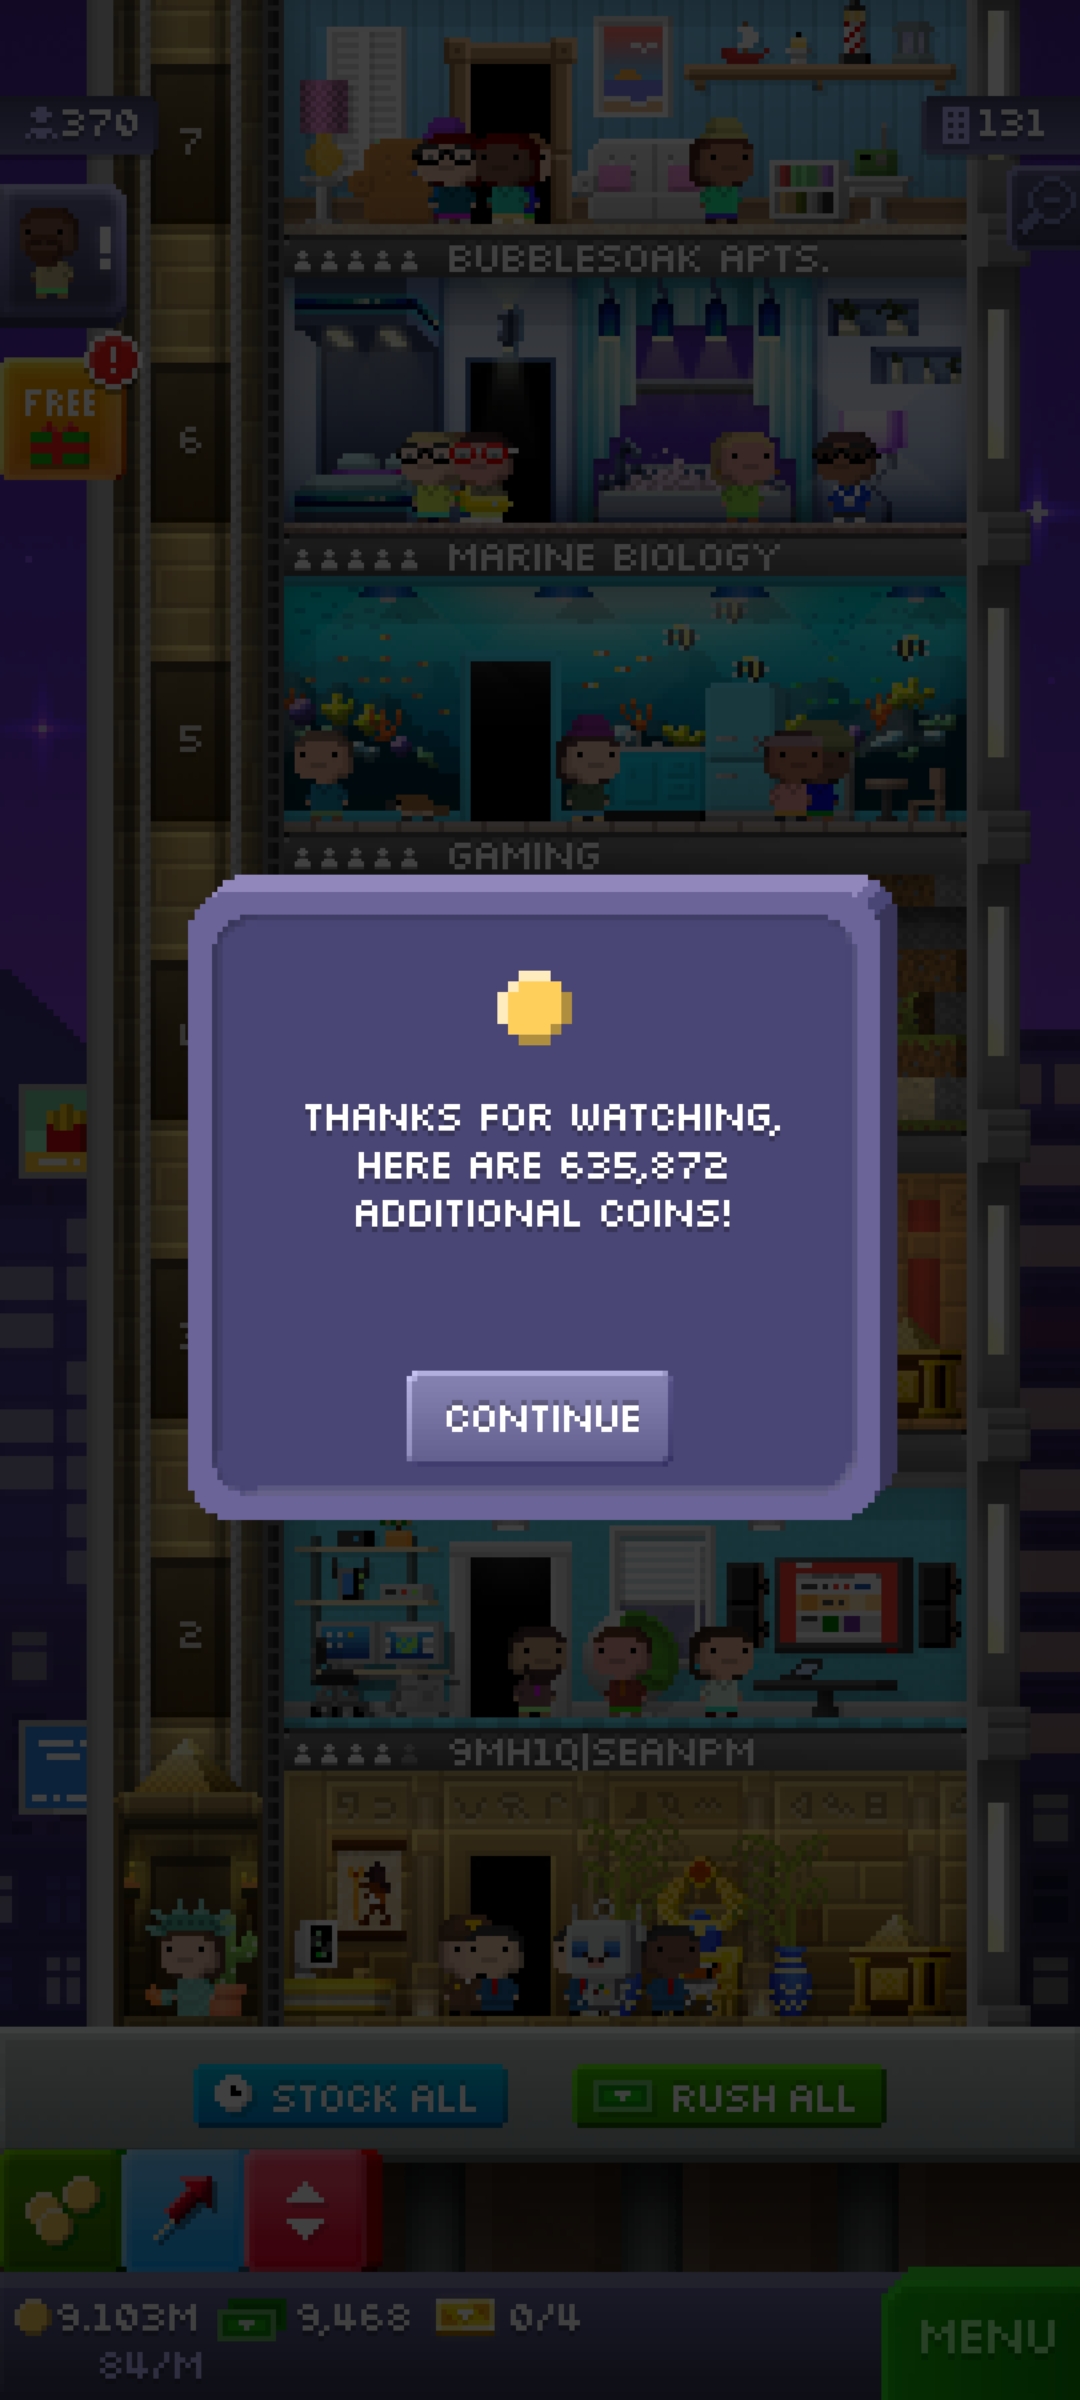 370
7
131
!
!
FREE
BUBBLESOAK APTS.
6
MARINE BIOLOGY
5
GAMING
THANKS FOR WATCHING,
HERE ARE 635,872
ADDITIONAL COINS!
CONTINUE
2
9MH1Q|SEANPM
STOCK ALL
RUSH ALL
9.103M
9,468
0/4
84/M
MENU